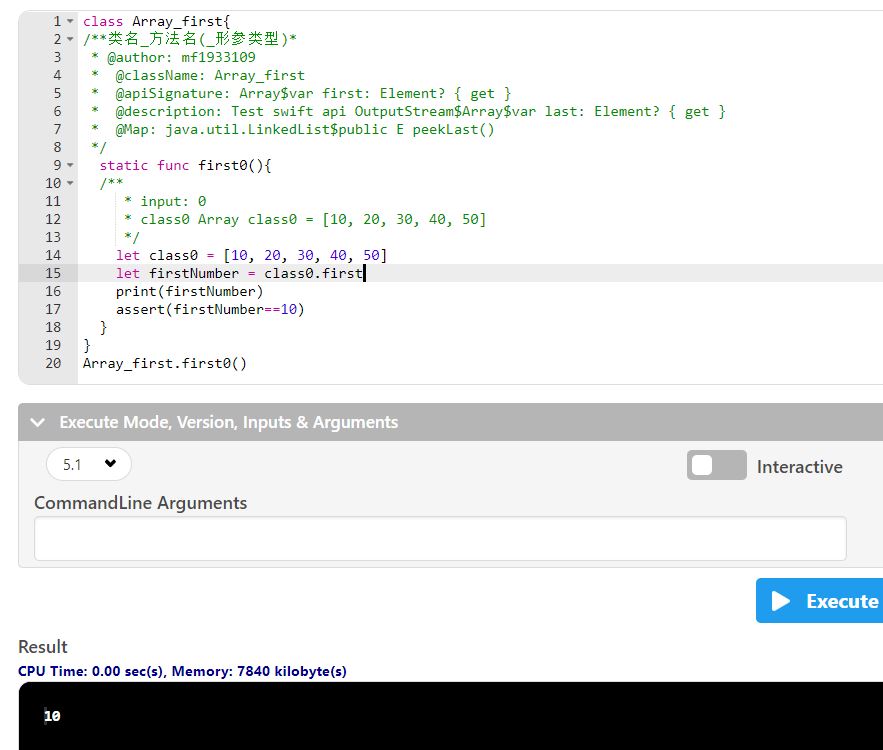 1 class Array_first{
2 /**类名_方法名(_形参类型)*
3 * @author: mf1933109
4 * @className: Array_first
5 * @apiSignature: Array$var first: Element? { get }
6 * @description: Test swift api OutputStream$Array$var last: Element? { get }
7 * @Map: java.util.LinkedList$public E peekLast()
8 */
9 static func first0(){
10 /**
11 * input: 0
12 * class0 Array class0 = [10, 20, 30, 40, 50]
13 */
14 let class0 = [10, 20, 30, 40, 50]
15 let firstNumber = class0.first
16 print(firstNumber)
17 assert(firstNumber==10)
18 }
19 }
20 Array_first.first0()
Execute Mode, Version, Inputs & Arguments
5.1
Interactive
CommandLine Arguments
Execute
Result
CPU Time: 0.00 sec(s), Memory: 7840 kilobyte(s)
10